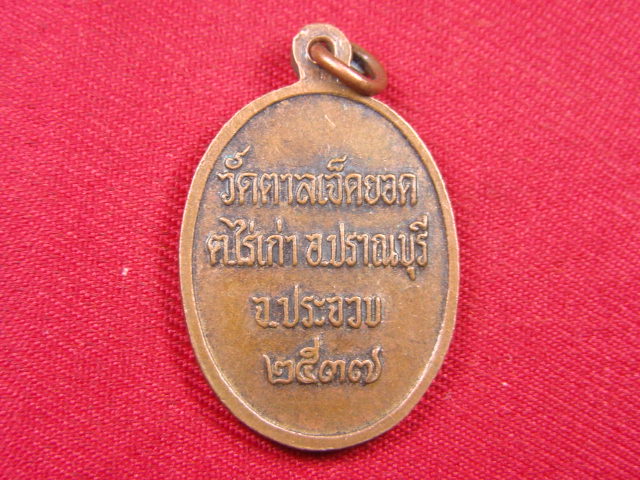 วัดตาลเจ็ดยอด
ต.ไร่เก่า อ.ปราณบุรี
จ.ประจวบ
๒๕๓๗